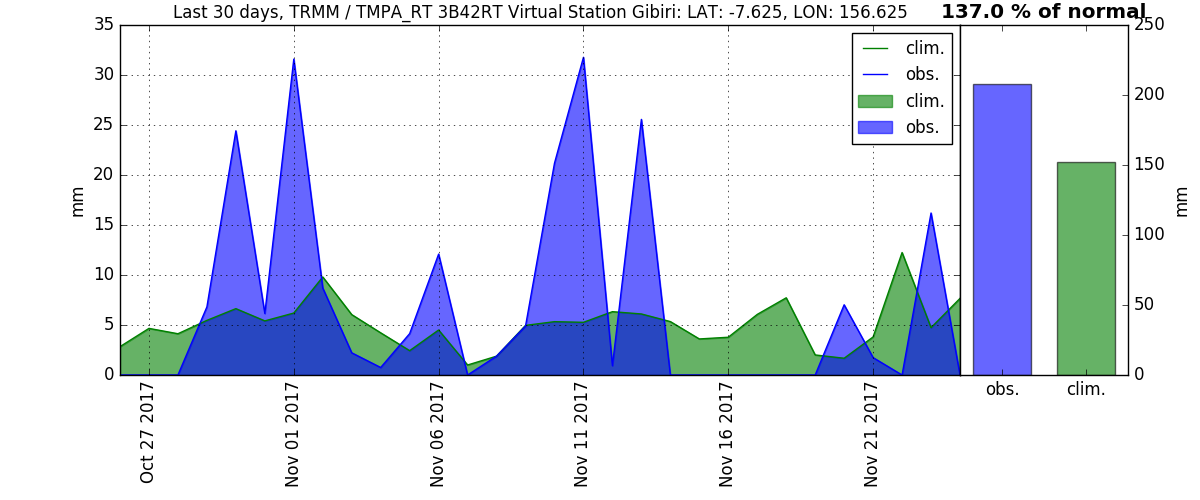 Last 30 days, TRMM / TMPA_RT 3B42RT Virtual Station Gibiri: LAT: -7.625, LON: 156.625
137.0 % of normal
35
30
25
20
15
10
5
0
mm
clim.
obs.
clim.
obs.
250
200
150
100
50
0
mm
obs.
clim.
Oct 27 2017
Nov 01 2017
Nov 06 2017
Nov 11 2017
Nov 16 2017
Nov 21 2017